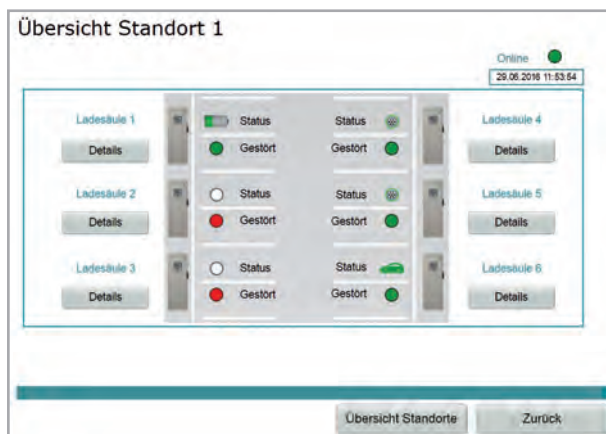 Übersicht Standort 1
Online
29.06.2016 11:53:54
Ladesäule 1
Status
Status
Ladesäule 4
Details
Gestört
Gestört
Details
Ladesäule 2
Status
Status
Ladesäule 5
Details
Gestört
Gestört
Details
Ladesäule 3
Status
Status
Ladesäule 6
Details
Gestört
Gestört
Details
Übersicht Standorte
Zurück